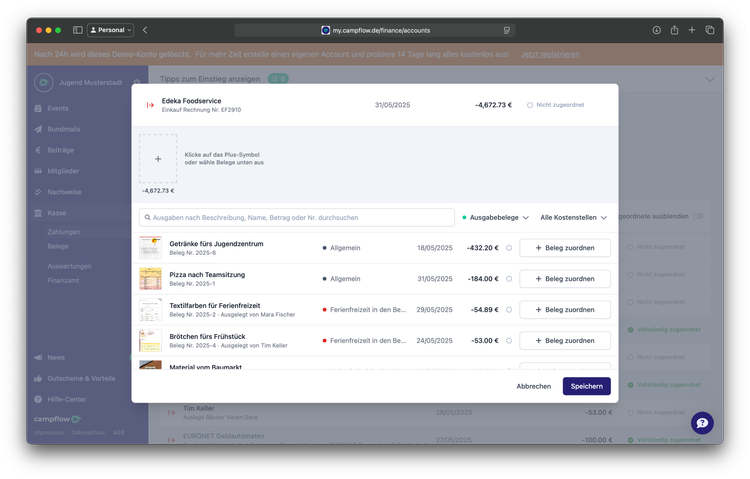 Personal
my.campflow.de/finance/accounts
Nach 24h wird dieses Demo-Konto gelöscht. Für mehr Zeit erstelle einen eigenen Account und probiere 14 Tage lang alles kostenlos aus! Jetzt registrieren
Jugend Musterstadt
Tipps zum Einstieg anzeigen
Events
Rundmails
Beiträge
Mitglieder
Nachweise
Kasse
Zahlungen
Belege
Auswertungen
Finanzamt
News
Gutscheine & Vorteile
Hilfe-Center
campflow
Impressum Datenschutz AGB
Edeka Foodservice
Einkauf Rechnung Nr. EF2910
31/05/2025
-4,672.73 €
Nicht zugeordnet
Klicke auf das Plus-Symbol
oder wähle Belege unten aus
-4,672.73 €
Ausgaben nach Beschreibung, Name, Betrag oder Nr. durchsuchen
Ausgabebelege
Alle Kostenstellen
Getränke fürs Jugendzentrum
Beleg Nr. 2025-6
Allgemein
18/05/2025
-432.20 €
+ Beleg zuordnen
Pizza nach Teamsitzung
Beleg Nr. 2025-1
Allgemein
31/05/2025
-184.00 €
+ Beleg zuordnen
Textilfarben für Ferienfreizeit
Beleg Nr. 2025-2 · Ausgelegt von Mara Fischer
Ferienfreizeit in den Be...
29/05/2025
-54.89 €
+ Beleg zuordnen
Brötchen fürs Frühstück
Beleg Nr. 2025-4 · Ausgelegt von Tim Keller
Ferienfreizeit in den Be...
24/05/2025
-53.00 €
+ Beleg zuordnen
Material vom Baumarkt
Abbrechen
Speichern
geordnete ausblenden
Nicht zugeordnet
Nicht zugeordnet
Nicht zugeordnet
Vollständig zugeordnet
Nicht zugeordnet
Vollständig zugeordnet
Tim Keller
Auslage Bäcker Vielen Dank
28/05/2025
-53.00 €
Nicht zugeordnet
EURONET Geldautomaten
27/05/2025
-100.00 €
Vollständig zugeordnet